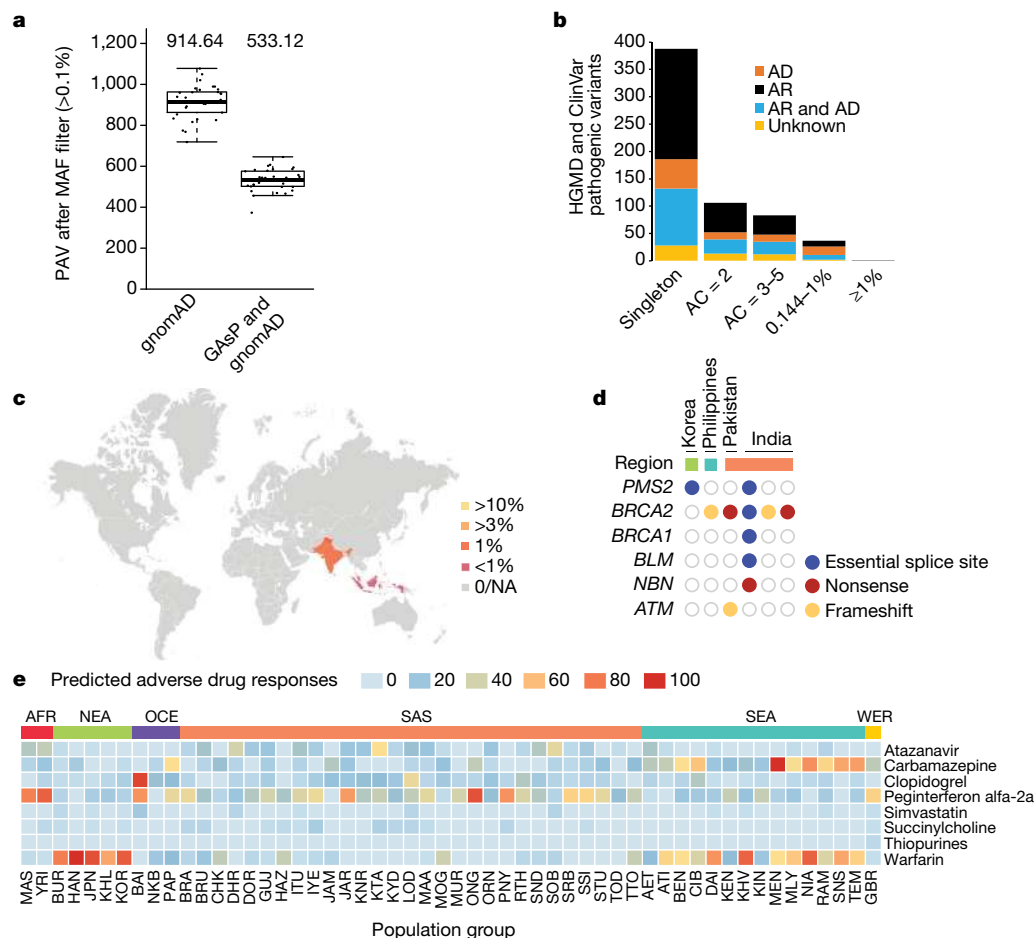 a
PAV after MAF filter (>0.1%)
1,200
1,000
800
600
400
200
0
914.64 533.12
gnomAD
GAsP and
gnomAD
b
HGMD and ClinVar
pathogenic variants
400
350
300
250
200
150
100
50
0
AD
AR
AR and AD
Unknown
Singleton
AC = 2
AC = 3–5
0.144–1%
≥1%
c
>10%
>3%
1%
<1%
0/NA
d
Korea
Philippines
Pakistan
India
Region
PMS2
BRCA2
BRCA1
BLM
NBN
ATM
Essential splice site
Nonsense
Frameshift
e Predicted adverse drug responses 0 20 40 60 80 100
AFR NEA OCE SAS SEA WER
Atazanavir
Carbamazepine
Clopidogrel
Peginterferon alfa-2a
Simvastatin
Succinylcholine
Thiopurines
Warfarin
MAS YRI BUR HAN JPN KHL KOR BAI NKB PAP BRA BRU CHK DHR DOR GUJ HAZ ITU IYE JAM JAR KNR KTA KYD LOD MAA MOG MUR ONG ORN PNY RTH SND SOB SRB SSI STU TOD TTO AET ATI BEN CIB DAI KEN KHV KIN MEN MLY NIA RAM SNS TEM GBR
Population group